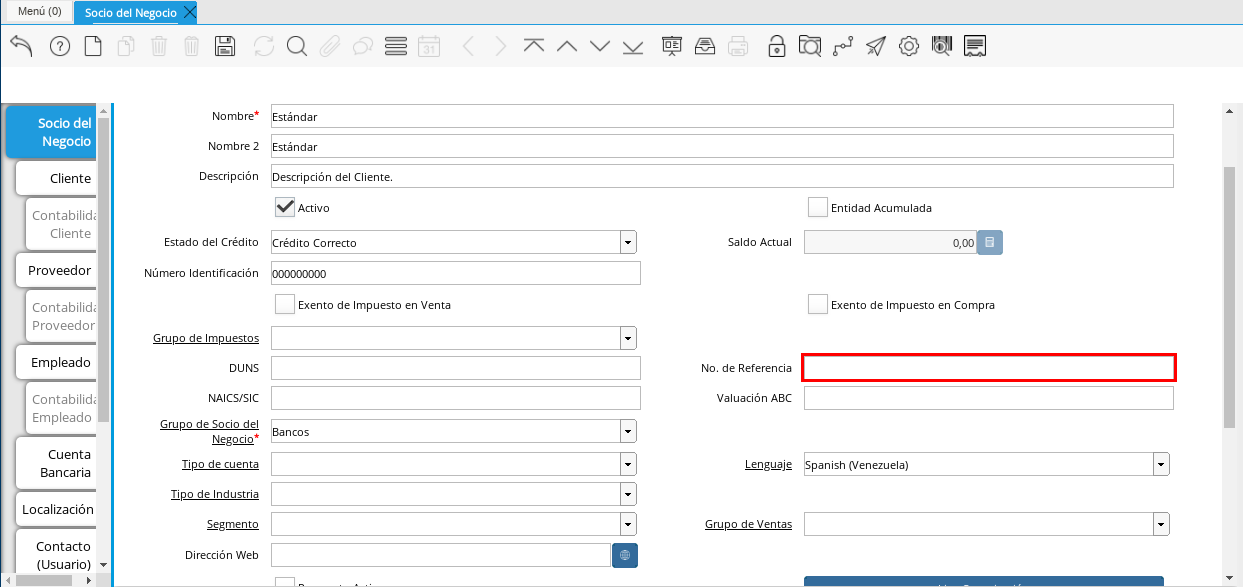 Menú (0)
Socio del Negocio
31
Socio del
Negocio
Cliente
Contabilida
Cliente
Proveedor
Contabilida
Proveedor
Empleado
Contabilida
Empleado
Cuenta
Bancaria
Localización
Contacto
(Usuario)
Nombre* Estándar
Nombre 2 Estándar
Descripción Descripción del Cliente.
Activo Entidad Acumulada
Estado del Crédito Crédito Correcto Saldo Actual 0,00
Número Identificación 000000000
Exento de Impuesto en Venta Exento de Impuesto en Compra
Grupo de Impuestos
DUNS No. de Referencia
NAICS/SIC Valuación ABC
Grupo de Socio del
Negocio* Bancos
Tipo de cuenta Lenguaje Spanish (Venezuela)
Tipo de Industria
Segmento Grupo de Ventas
Dirección Web